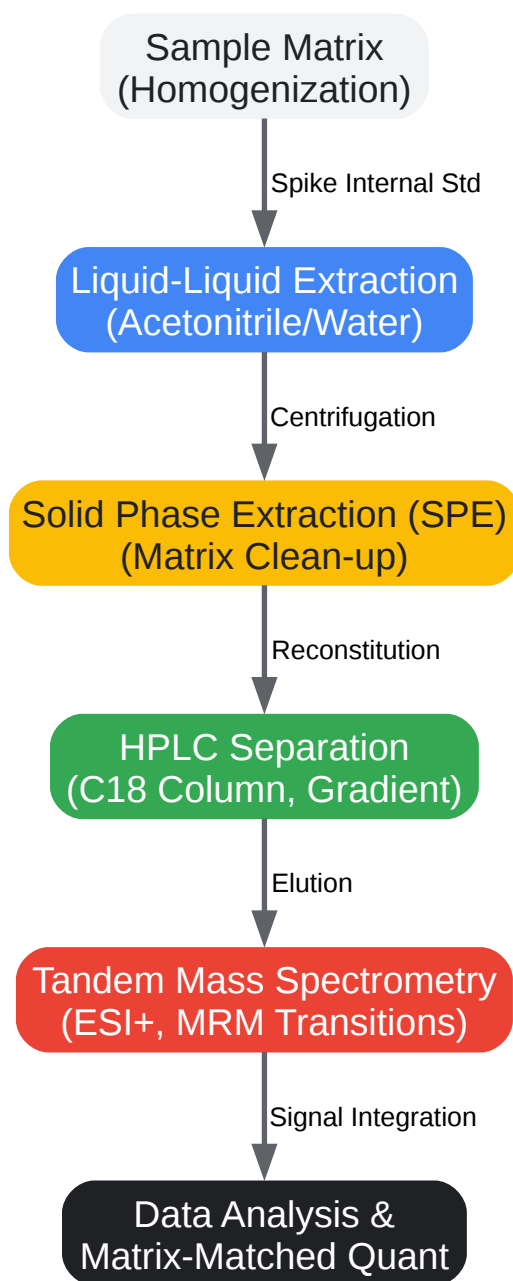 Sample Matrix
(Homogenization)
Spike Internal Std
Liquid-Liquid Extraction
(Acetonitrile/Water)
Centrifugation
Solid Phase Extraction (SPE)
(Matrix Clean-up)
Reconstitution
HPLC Separation
(C18 Column, Gradient)
Elution
Tandem Mass Spectrometry
(ESI+, MRM Transitions)
Signal Integration
Data Analysis &
Matrix-Matched Quant